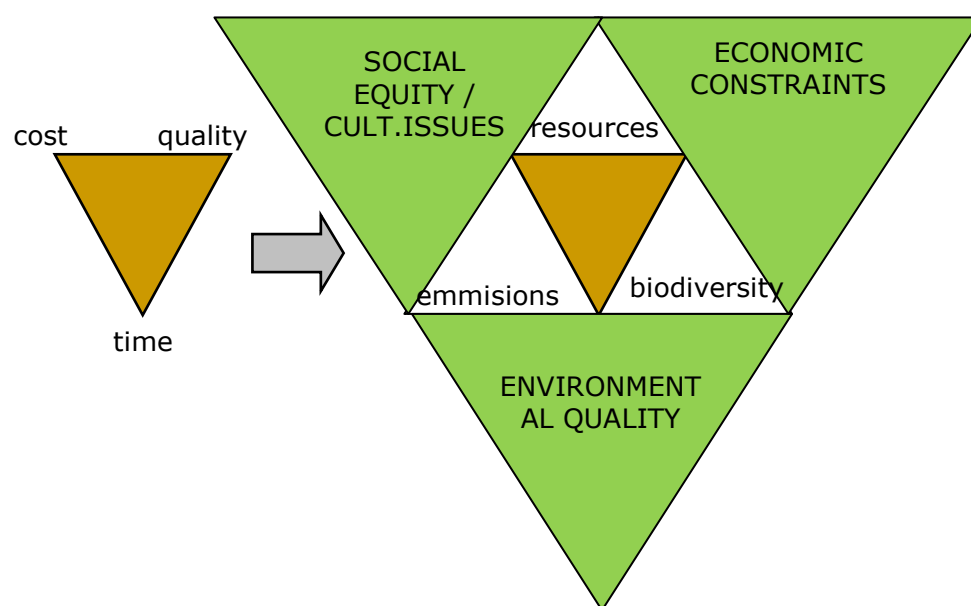 cost quality
time
SOCIAL
EQUITY /
CULT.ISSUES
ECONOMIC
CONSTRAINTS
resources
emmisions
biodiversity
ENVIRONMENT
AL QUALITY